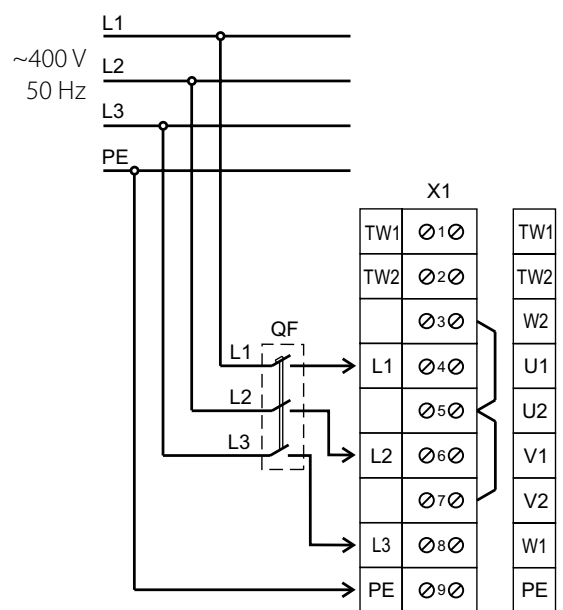 L1
~400 V
L2
50 Hz
L3
PE
X1
TW1 1 TW1
TW2 2 TW2
3 W2
QF
L1
L1 4 U1
L2
5 U2
L3
L2 6 V1
7 V2
L3 8 W1
PE 9 PE